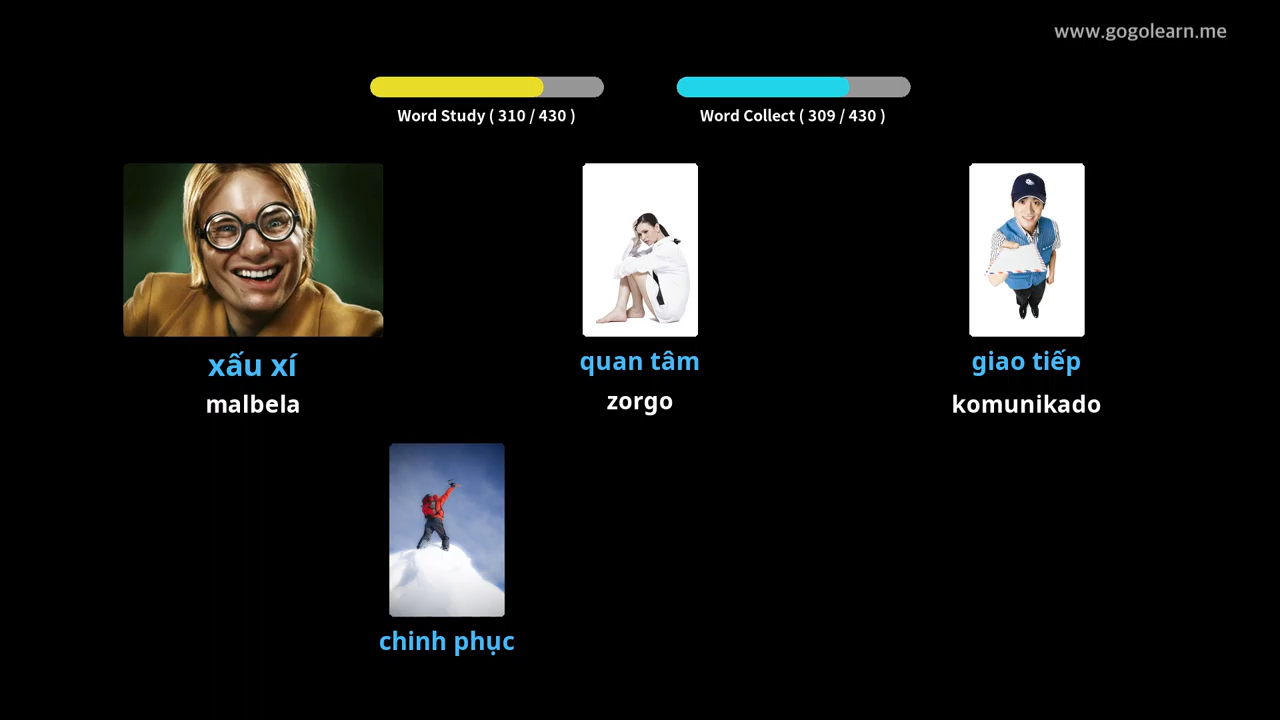 www.gogolearn.me
Word Study ( 310 / 430 )
Word Collect ( 309 / 430 )
xấu xí
quan tâm
giao tiếp
malbela
zorgo
komunikado
chinh phục